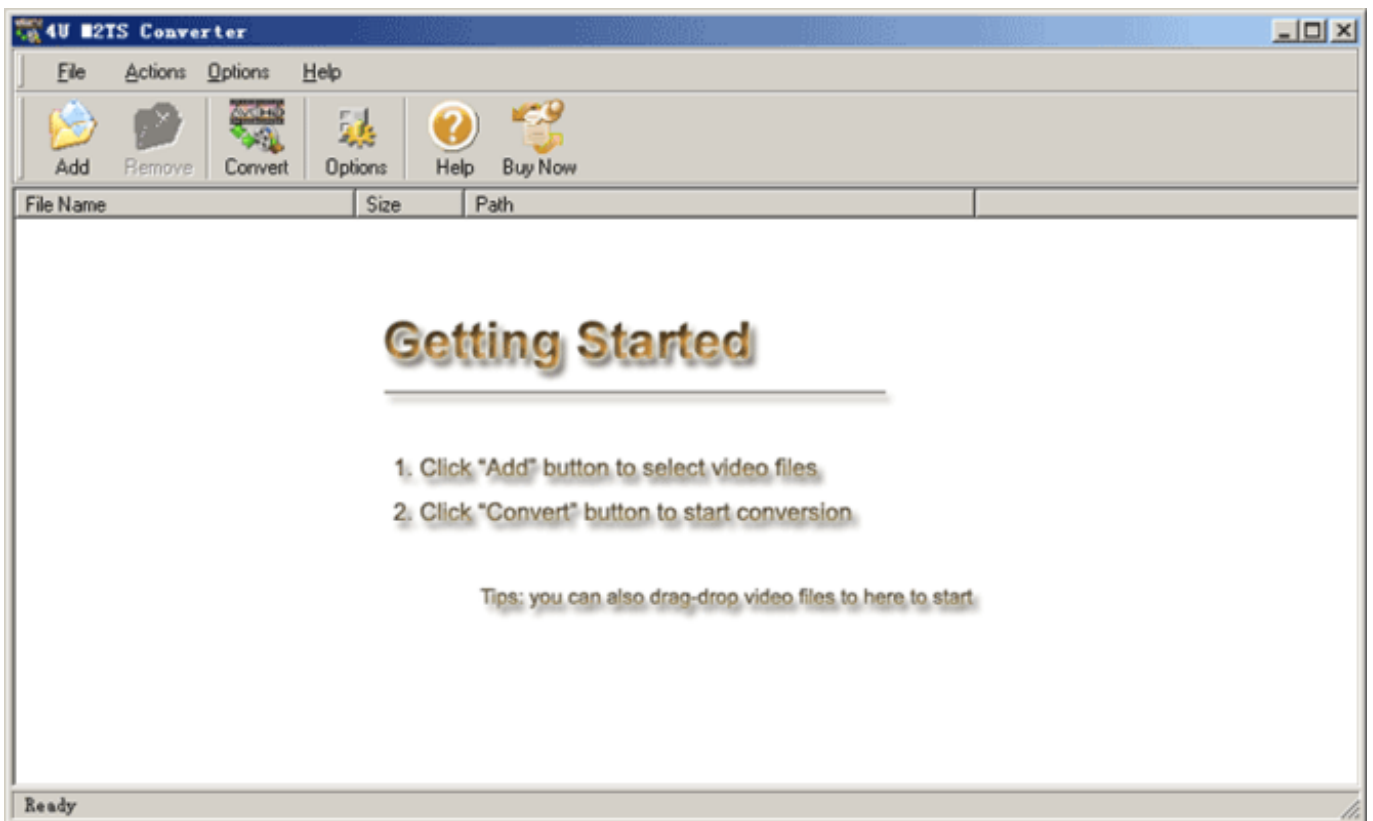 4U M2TS Converter
File Actions Options Help
Add Remove Convert Options Help Buy Now
File Name Size Path
Getting Started
1. Click "Add" button to select video files.
2. Click "Convert" button to start conversion.
Tips: you can also drag-drop video files to here to start.
Ready